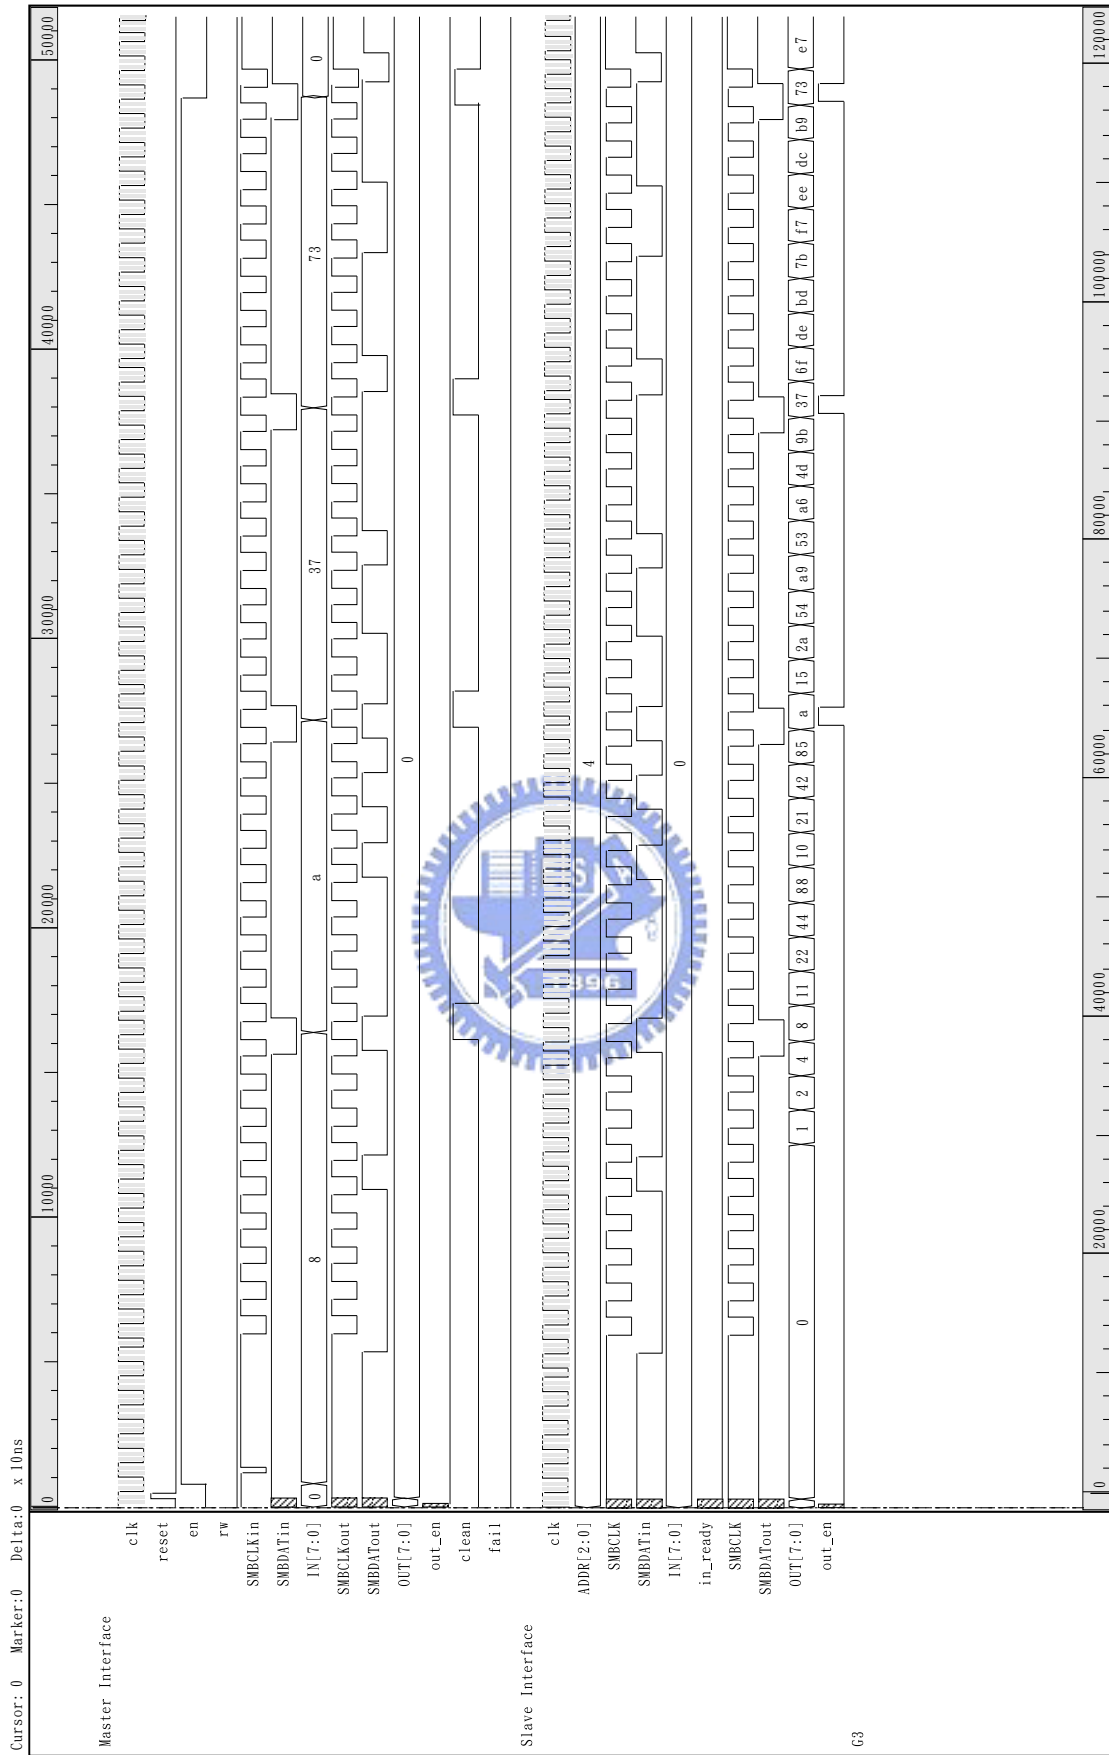 Cursor: 0 Marker:0 Delta:0 x 10ns
0 10000 20000 30000 40000 50000
Master Interface
clk
reset
en
rw
SMBCLKin
SMBDATin
IN[7:0] 0 8 a 37 73 0
SMBCLKout
SMBDATout
OUT[7:0] 0
out_en
clean
fail
Slave Interface
clk
ADDR[2:0] 4
SMBCLK
SMBDATin
IN[7:0] 0
in_ready
SMBCLK
SMBDATout
OUT[7:0] 0 1 2 4 8 11 22 44 88 10 21 42 85 a 15 2a 54 a9 53 a6 4d 9b 37 6f de bd 7b f7 ee dc b9 73 e7
out_en
G3
0 20000 40000 60000 80000 100000 120000
1896